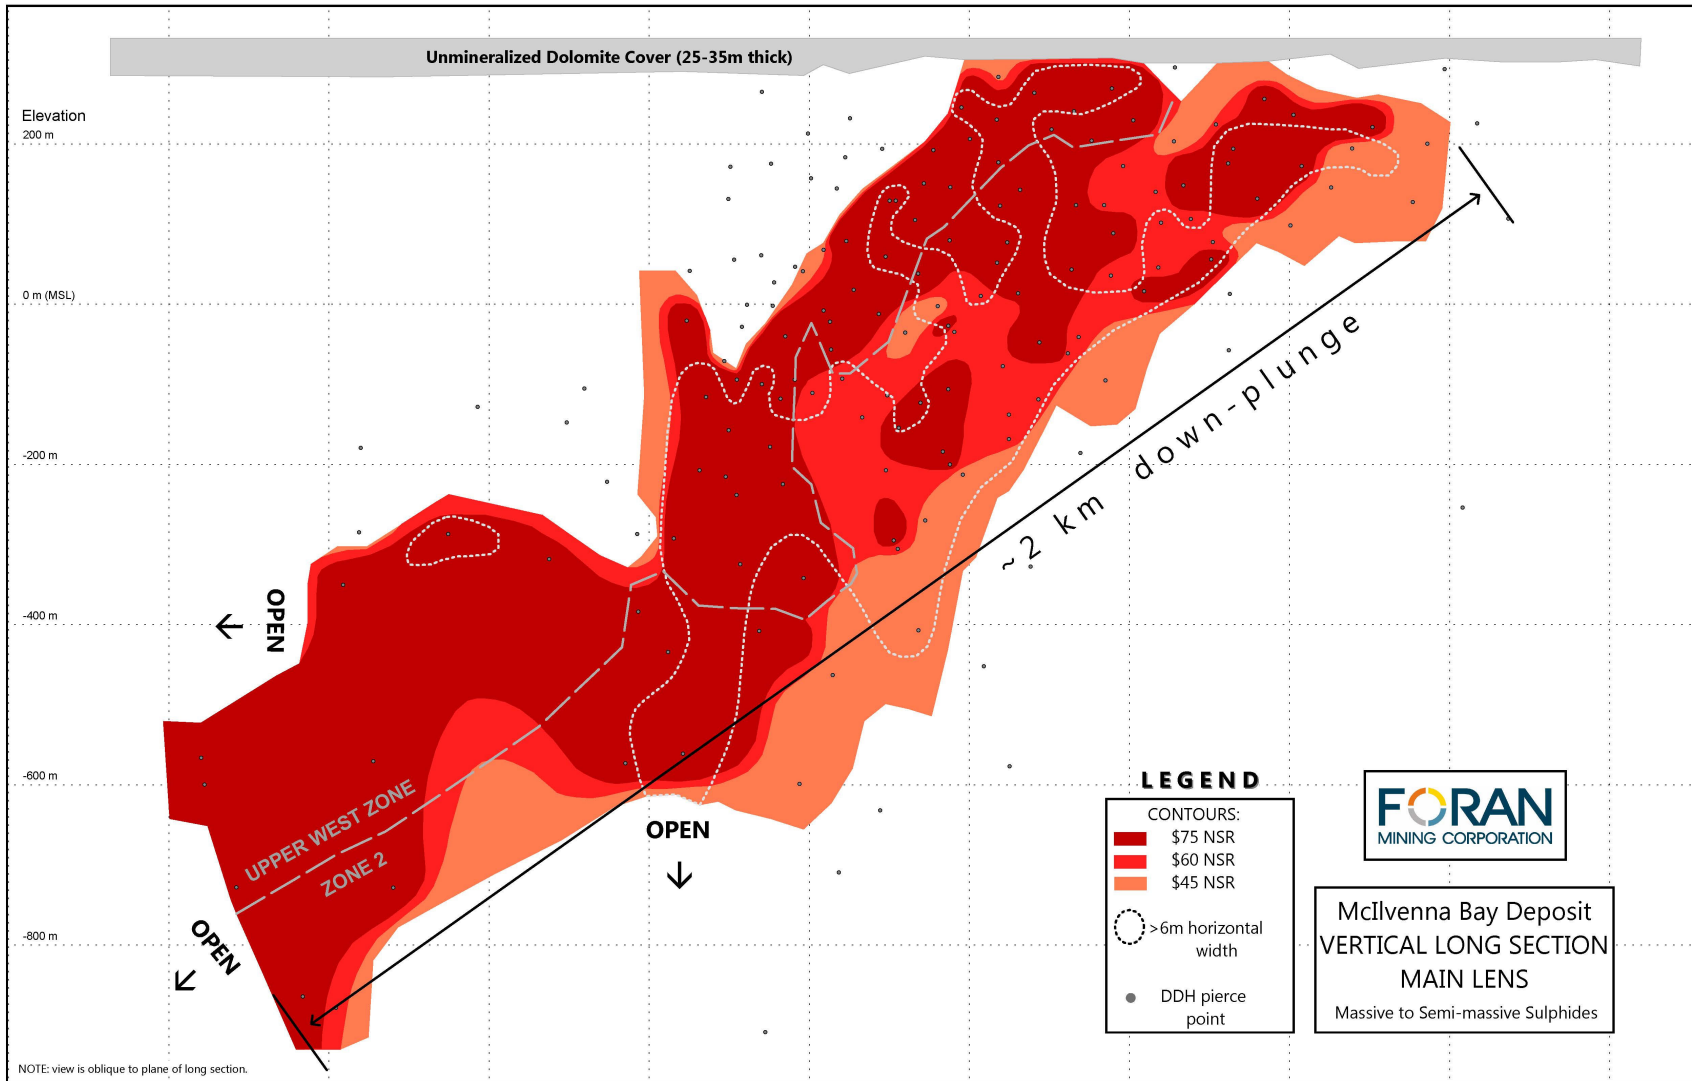 Unmineralized Dolomite Cover (25-35m thick)
Elevation
200 m
0 m (MSL)
-200 m
-400 m
-600 m
-800 m
~2 km down-plunge
OPEN
OPEN
OPEN
UPPER WEST ZONE
ZONE 2
LEGEND
CONTOURS:
$75 NSR
$60 NSR
$45 NSR
>6m horizontal
width
DDH pierce
point
FORAN
MINING CORPORATION
McIlvenna Bay Deposit
VERTICAL LONG SECTION
MAIN LENS
Massive to Semi-massive Sulphides
NOTE: view is oblique to plane of long section.